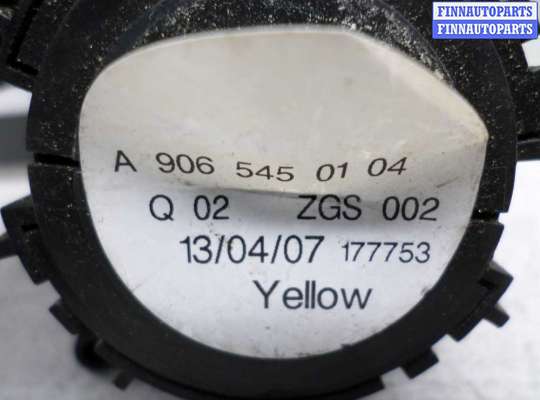 FINNAUTOPARTS
FINNAUTOPARTS
A 906 545 01 04
Q 02 ZGS 002
13/04/07 177753
Yellow